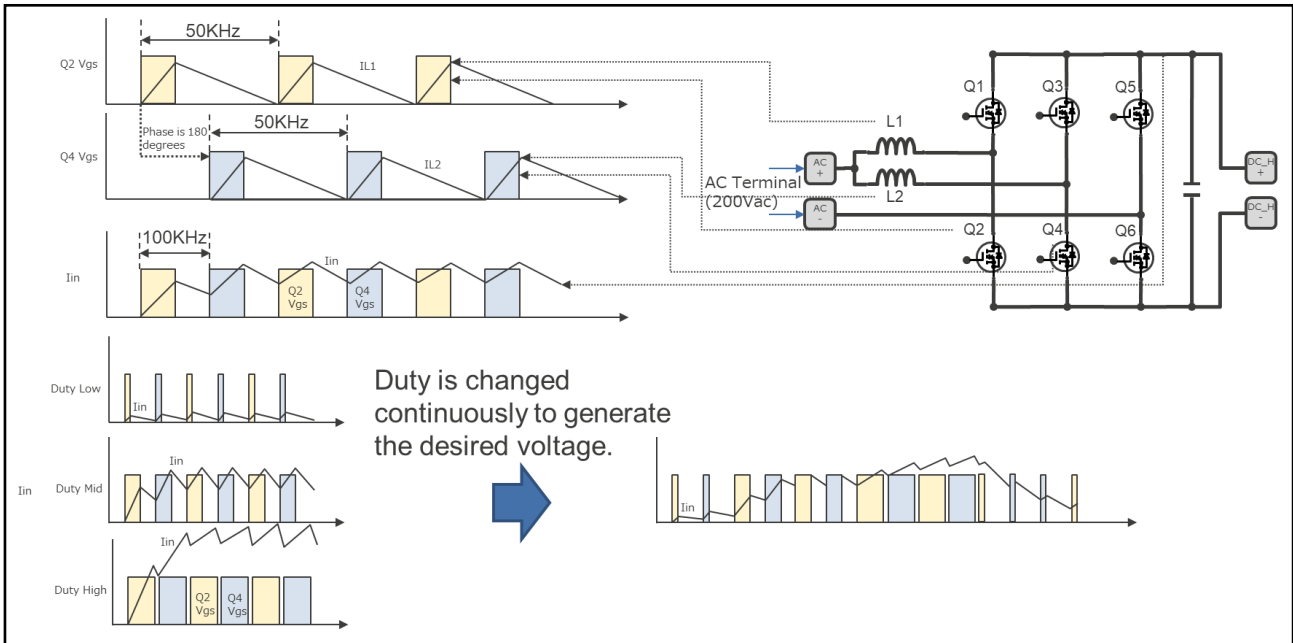 50KHz
Q2 Vgs
IL1
Phase is 180
degrees
50KHz
Q4 Vgs
IL2
100KHz
Iin
Iin
Q2
Vgs
Q4
Vgs
Q1
Q3
Q5
L1
AC
+
AC Terminal
(200Vac)
L2
AC
-
Q2
Q4
Q6
DC_H
+
DC_H
-
Duty Low
Iin
Iin
Duty Mid
Iin
Iin
Duty High
Q2
Vgs
Q4
Vgs
Duty is changed
continuously to generate
the desired voltage.
Iin